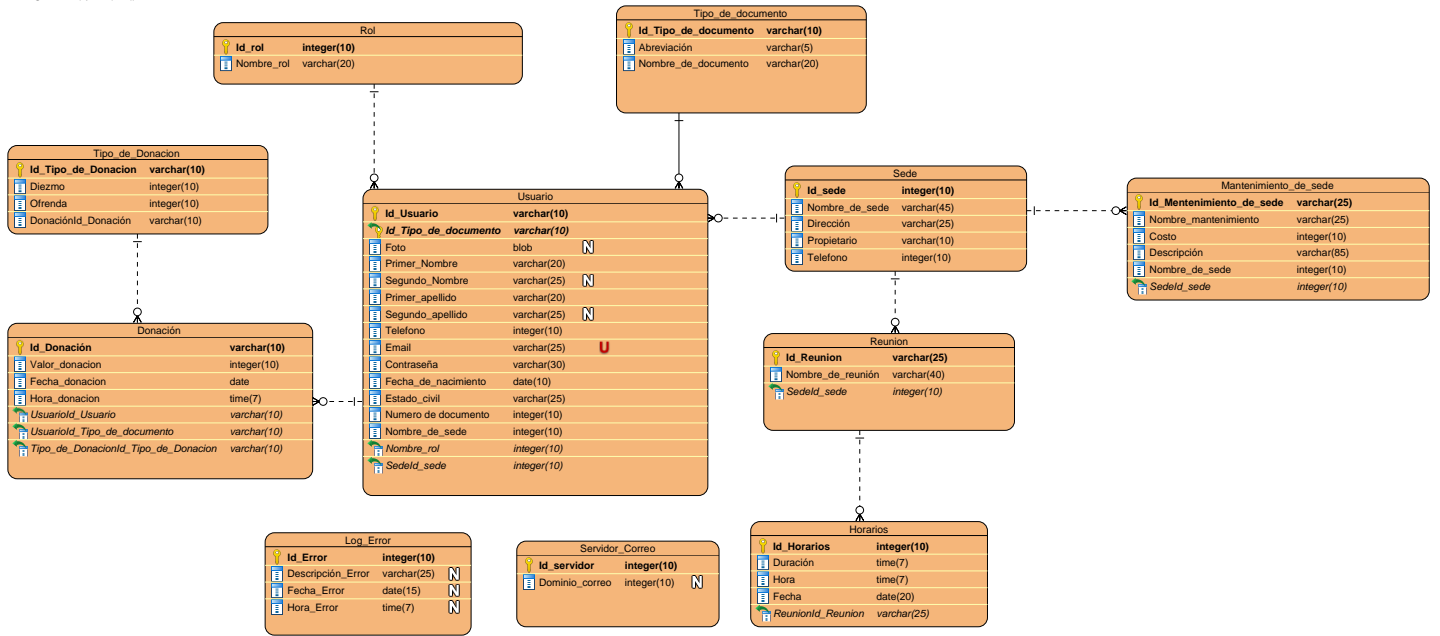 Rol
Id_rol integer(10)
Nombre_rol varchar(20)
Tipo_de_documento
Id_Tipo_de_documento varchar(10)
Abreviación varchar(5)
Nombre_de_documento varchar(20)
Tipo_de_Donacion
Id_Tipo_de_Donacion varchar(10)
Diezmo integer(10)
Ofrenda integer(10)
DonaciónId_Donación varchar(10)
Usuario
Id_Usuario varchar(10)
Id_Tipo_de_documento varchar(10)
Foto blob N
Primer_Nombre varchar(20)
Segundo_Nombre varchar(25) N
Primer_apellido varchar(20)
Segundo_apellido varchar(25) N
Telefono integer(10)
Email varchar(25) U
Contraseña varchar(30)
Fecha_de_nacimiento date(10)
Estado_civil varchar(25)
Numero de documento integer(10)
Nombre_de_sede integer(10)
Nombre_rol integer(10)
SedeId_sede integer(10)
Sede
Id_sede integer(10)
Nombre_de_sede varchar(45)
Dirección varchar(25)
Propietario varchar(10)
Telefono integer(10)
Mantenimiento_de_sede
Id_Mentenimiento_de_sede varchar(25)
Nombre_mantenimiento varchar(25)
Costo integer(10)
Descripción varchar(85)
Nombre_de_sede integer(10)
SedeId_sede integer(10)
Donación
Id_Donación varchar(10)
Valor_donacion integer(10)
Fecha_donacion date
Hora_donacion time(7)
UsuarioId_Usuario varchar(10)
UsuarioId_Tipo_de_documento varchar(10)
Tipo_de_DonacionId_Tipo_de_Donacion varchar(10)
Reunion
Id_Reunion varchar(25)
Nombre_de_reunión varchar(40)
SedeId_sede integer(10)
Log_Error
Id_Error integer(10)
Descripción_Error varchar(25) N
Fecha_Error date(15) N
Hora_Error time(7) N
Servidor_Correo
Id_servidor integer(10)
Dominio_correo integer(10) N
Horarios
Id_Horarios integer(10)
Duración time(7)
Hora time(7)
Fecha date(20)
ReunionId_Reunion varchar(25)